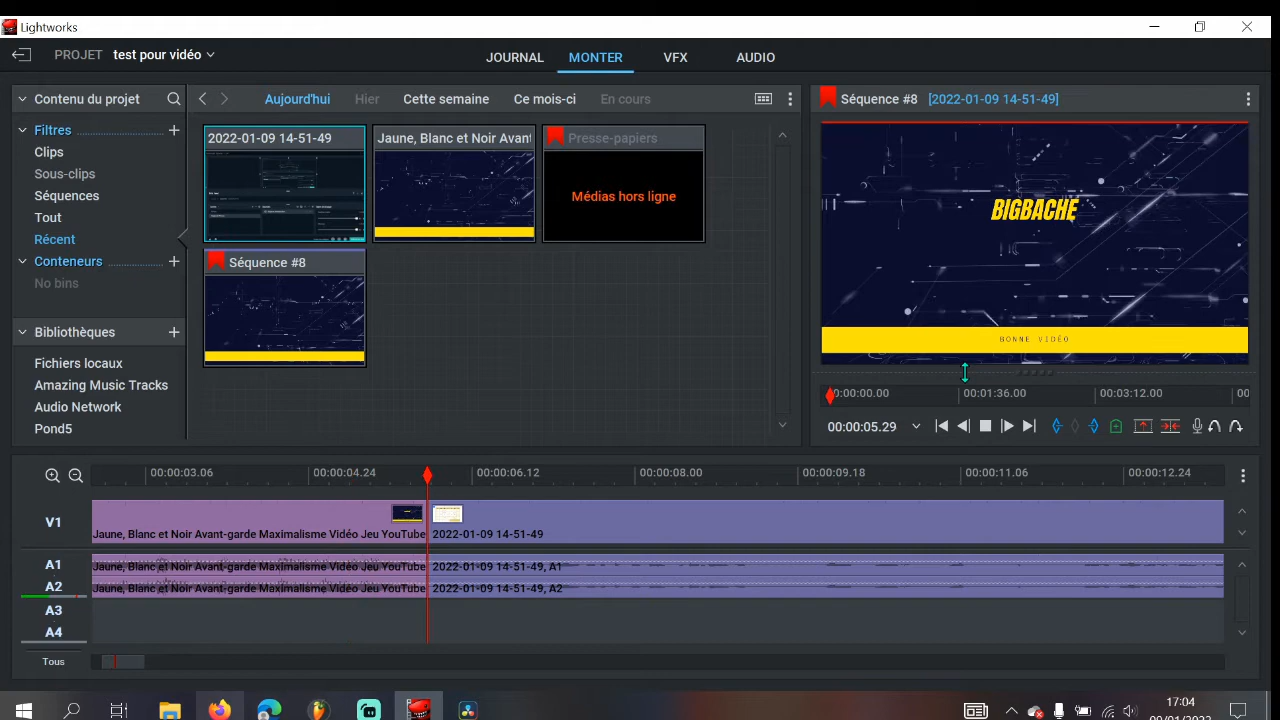 Lightworks
PROJET test pour vidéo
JOURNAL MONTER VFX AUDIO
Contenu du projet
Filtres
Clips
Sous-clips
Séquences
Tout
Récent
Conteneurs
No bins
Bibliothèques
Fichiers locaux
Amazing Music Tracks
Audio Network
Pond5
Aujourd'hui Hier Cette semaine Ce mois-ci En cours
2022-01-09 14-51-49
Jaune, Blanc et Noir Avant
Presse-papiers
Médias hors ligne
Séquence #8
Séquence #8 [2022-01-09 14-51-49]
BIGBACHE
BONNE VIDÉO
0:00:00.00 00:01:36.00 00:03:12.00 00
00:00:05.29
00:00:03.06 00:00:04.24 00:00:06.12 00:00:08.00 00:00:09.18 00:00:11.06 00:00:12.24
V1
Jaune, Blanc et Noir Avant-garde Maximalisme Vidéo Jeu YouTube 2022-01-09 14-51-49
A1 Jaune, Blanc et Noir Avant-garde Maximalisme Vidéo Jeu YouTube 2022-01-09 14-51-49, A1
A2 Jaune, Blanc et Noir Avant-garde Maximalisme Vidéo Jeu YouTube 2022-01-09 14-51-49, A2
A3
A4
Tous
17:04